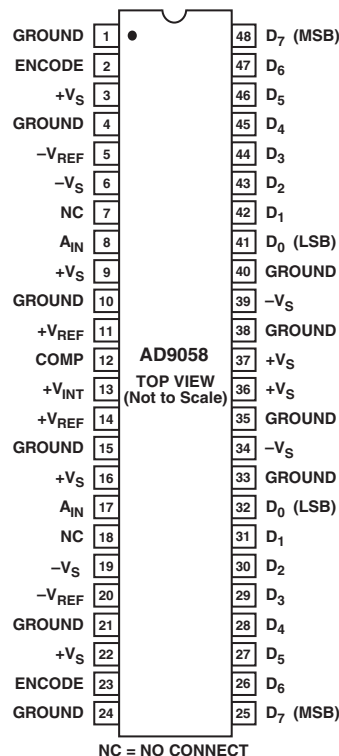 GROUND 1 48 D7 (MSB)
ENCODE 2 47 D6
+VS 3 46 D5
GROUND 4 45 D4
–VREF 5 44 D3
–VS 6 43 D2
NC 7 42 D1
AIN 8 41 D0 (LSB)
+VS 9 40 GROUND
GROUND 10 39 –VS
+VREF 11 38 GROUND
COMP 12 AD9058 37 +VS
+VINT 13 TOP VIEW 36 +VS
+VREF 14 (Not to Scale) 35 GROUND
GROUND 15 34 –VS
+VS 16 33 GROUND
AIN 17 32 D0 (LSB)
NC 18 31 D1
–VS 19 30 D2
–VREF 20 29 D3
GROUND 21 28 D4
+VS 22 27 D5
ENCODE 23 26 D6
GROUND 24 25 D7 (MSB)
NC = NO CONNECT